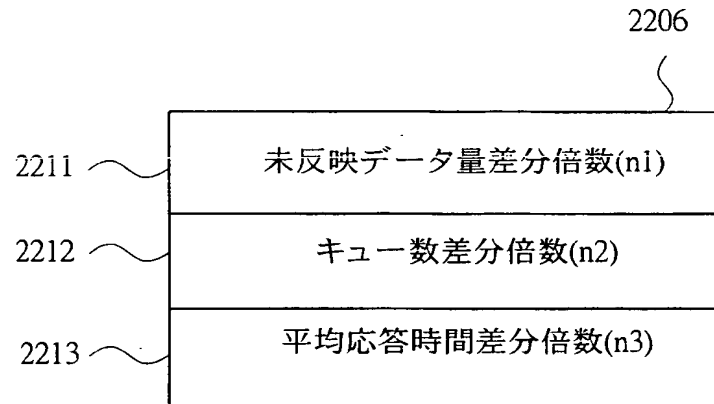 2206
2211
未反映データ量差分倍数(n1)
2212
キュー数差分倍数(n2)
2213
平均応答時間差分倍数(n3)